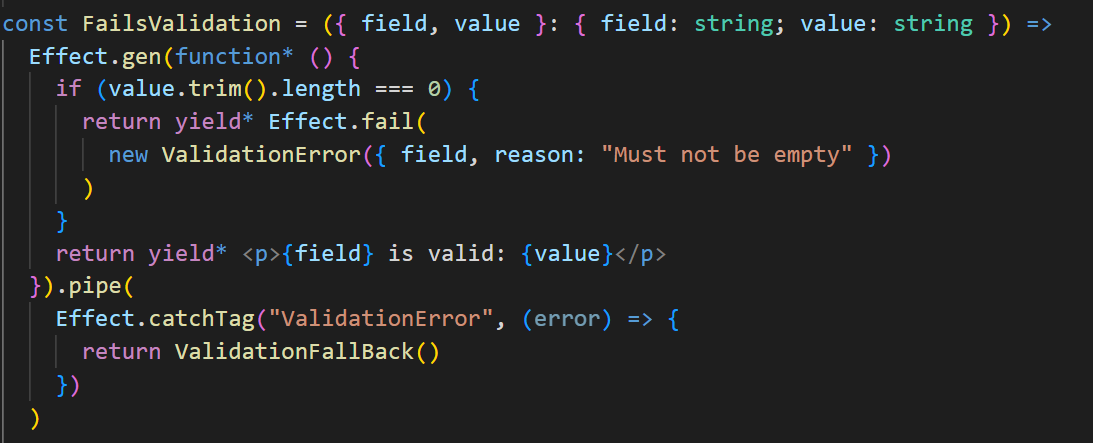 const FailsValidation = ({ field, value }: { field: string; value: string }) =>
  Effect.gen(function* () {
    if (value.trim().length === 0) {
      return yield* Effect.fail(
        new ValidationError({ field, reason: "Must not be empty" })
      )
    }
    return yield* <p>{field} is valid: {value}</p>
  }).pipe(
    Effect.catchTag("ValidationError", (error) => {
      return ValidationFallBack()
    })
  )